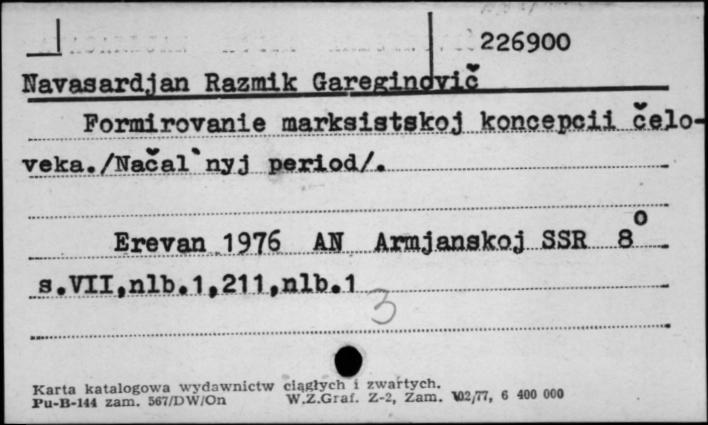 226900
Navasardjan Razmik Gareginovič
Formirovanie marksistskoj koncepcii čelo-
veka./Načal`nyj period/.
Erevan 1976 AN Armjanskoj SSR 8°
s.VII,nlb.1,211,nlb.1
3
Karta katalogowa wydawnictw ciągłych i zwartych.
Pu-B-144 zam. 567/DW/On W.Z.Graf. Z-2, Zam. 102/77, 6 400 000